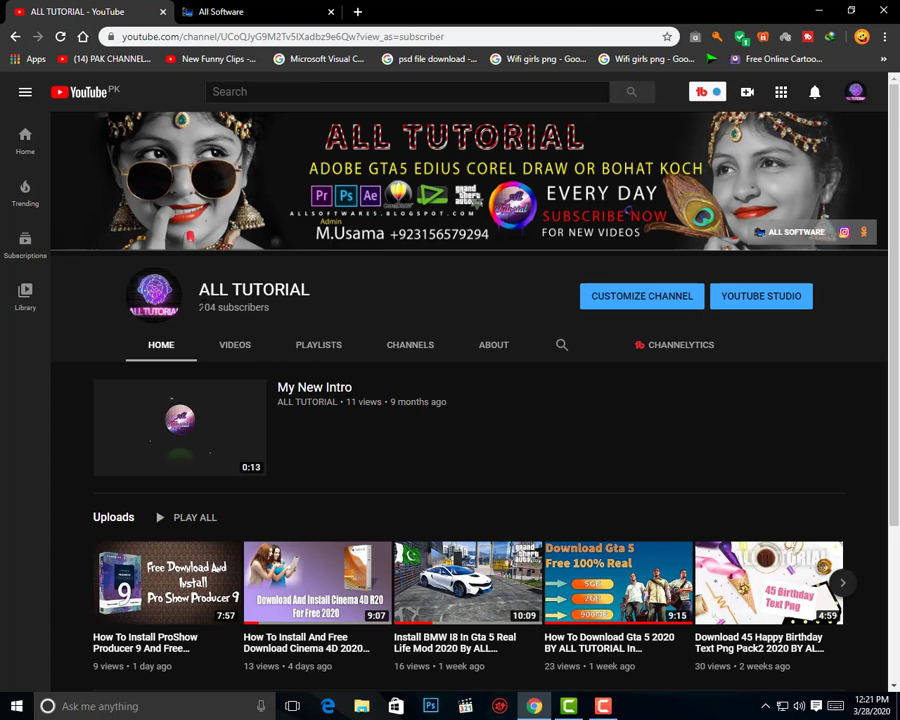 ALL TUTORIAL - YouTube
All Software
youtube.com/channel/UCoQJyG9M2Tv5IXadbz9e6Qw?view_as=subscriber
Apps
(14) PAK CHANNEL...
New Funny Clips -...
Microsoft Visual C...
psd file download -...
Wifi girls png - Goo...
Wifi girls png - Goo...
Free Online Cartoo...
YouTube PK
Search
tb
Home
Trending
Subscriptions
Library
ALL TUTORIAL
ADOBE GTA5 EDIUS COREL DRAW OR BOHAT KOCH
Pr Ps Ae
EVERY DAY
ALLSOFTWARES.BLOGSPOT.COM
SUBSCRIBE NOW
Admin
M.Usama +923156579294
FOR NEW VIDEOS
ALL SOFTWARE
ALL TUTORIAL
204 subscribers
CUSTOMIZE CHANNEL
YOUTUBE STUDIO
HOME
VIDEOS
PLAYLISTS
CHANNELS
ABOUT
tb CHANNELYTICS
My New Intro
ALL TUTORIAL • 11 views • 9 months ago
0:13
Uploads
PLAY ALL
Free Download And
Install
Pro Show Producer 9
9
7:57
Download And Install Cinema 4D R20
For Free 2020
9:07
10:09
Download Gta 5
Free 100% Real
5GB
2GB
900MB
9:15
45 Birthday
Text Png
4:59
How To Install ProShow
Producer 9 And Free...
9 views • 1 day ago
How To Install And Free
Download Cinema 4D 2020...
13 views • 4 days ago
Install BMW I8 In Gta 5 Real
Life Mod 2020 By ALL...
16 views • 1 week ago
How To Download Gta 5 2020
BY ALL TUTORIAL In...
23 views • 1 week ago
Download 45 Happy Birthday
Text Png Pack2 2020 BY AL...
30 views • 2 weeks ago
Ask me anything
Ps
12:21 PM
3/28/2020